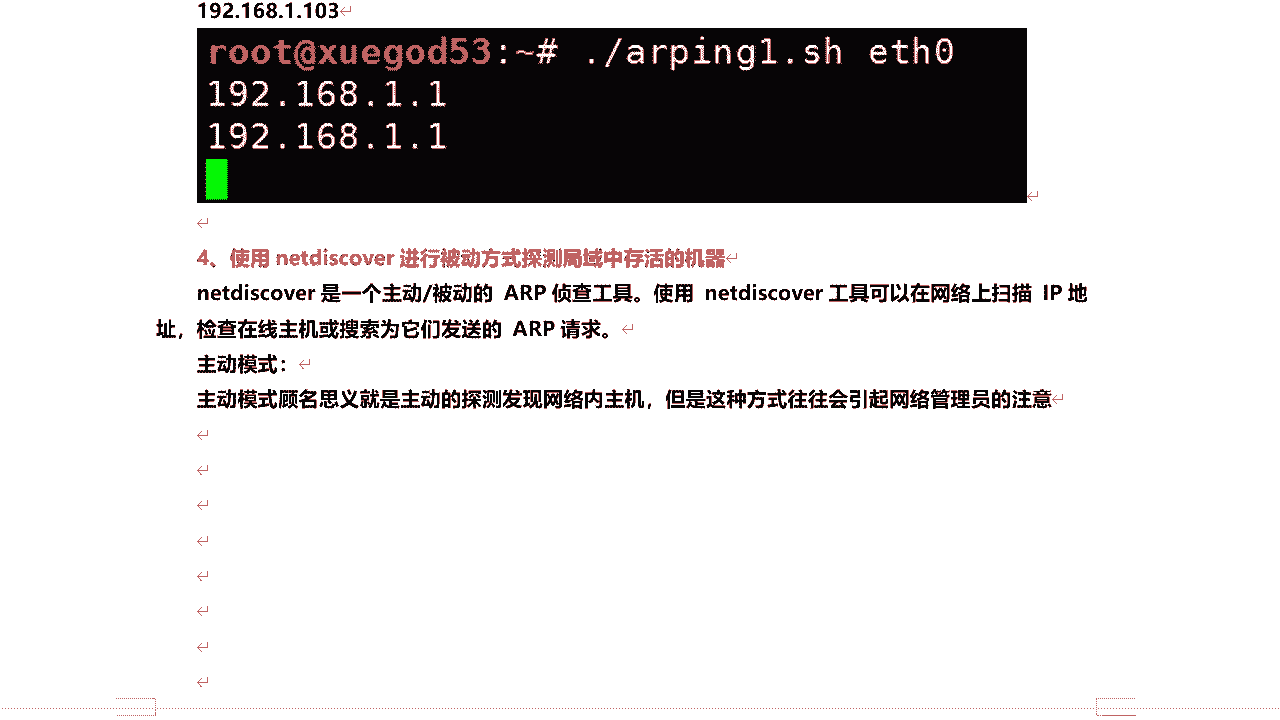 192.168.1.103
root@xuegod53:~# ./arping1.sh eth0
192.168.1.1
192.168.1.1
4、使用 netdiscover 进行被动方式探测局域中存活的机器
netdiscover 是一个主动/被动的 ARP 侦查工具。使用 netdiscover 工具可以在网络上扫描 IP 地
址，检查在线主机或搜索为它们发送的 ARP 请求。
主动模式：
主动模式顾名思义就是主动的探测发现网络内主机，但是这种方式往往会引起网络管理员的注意